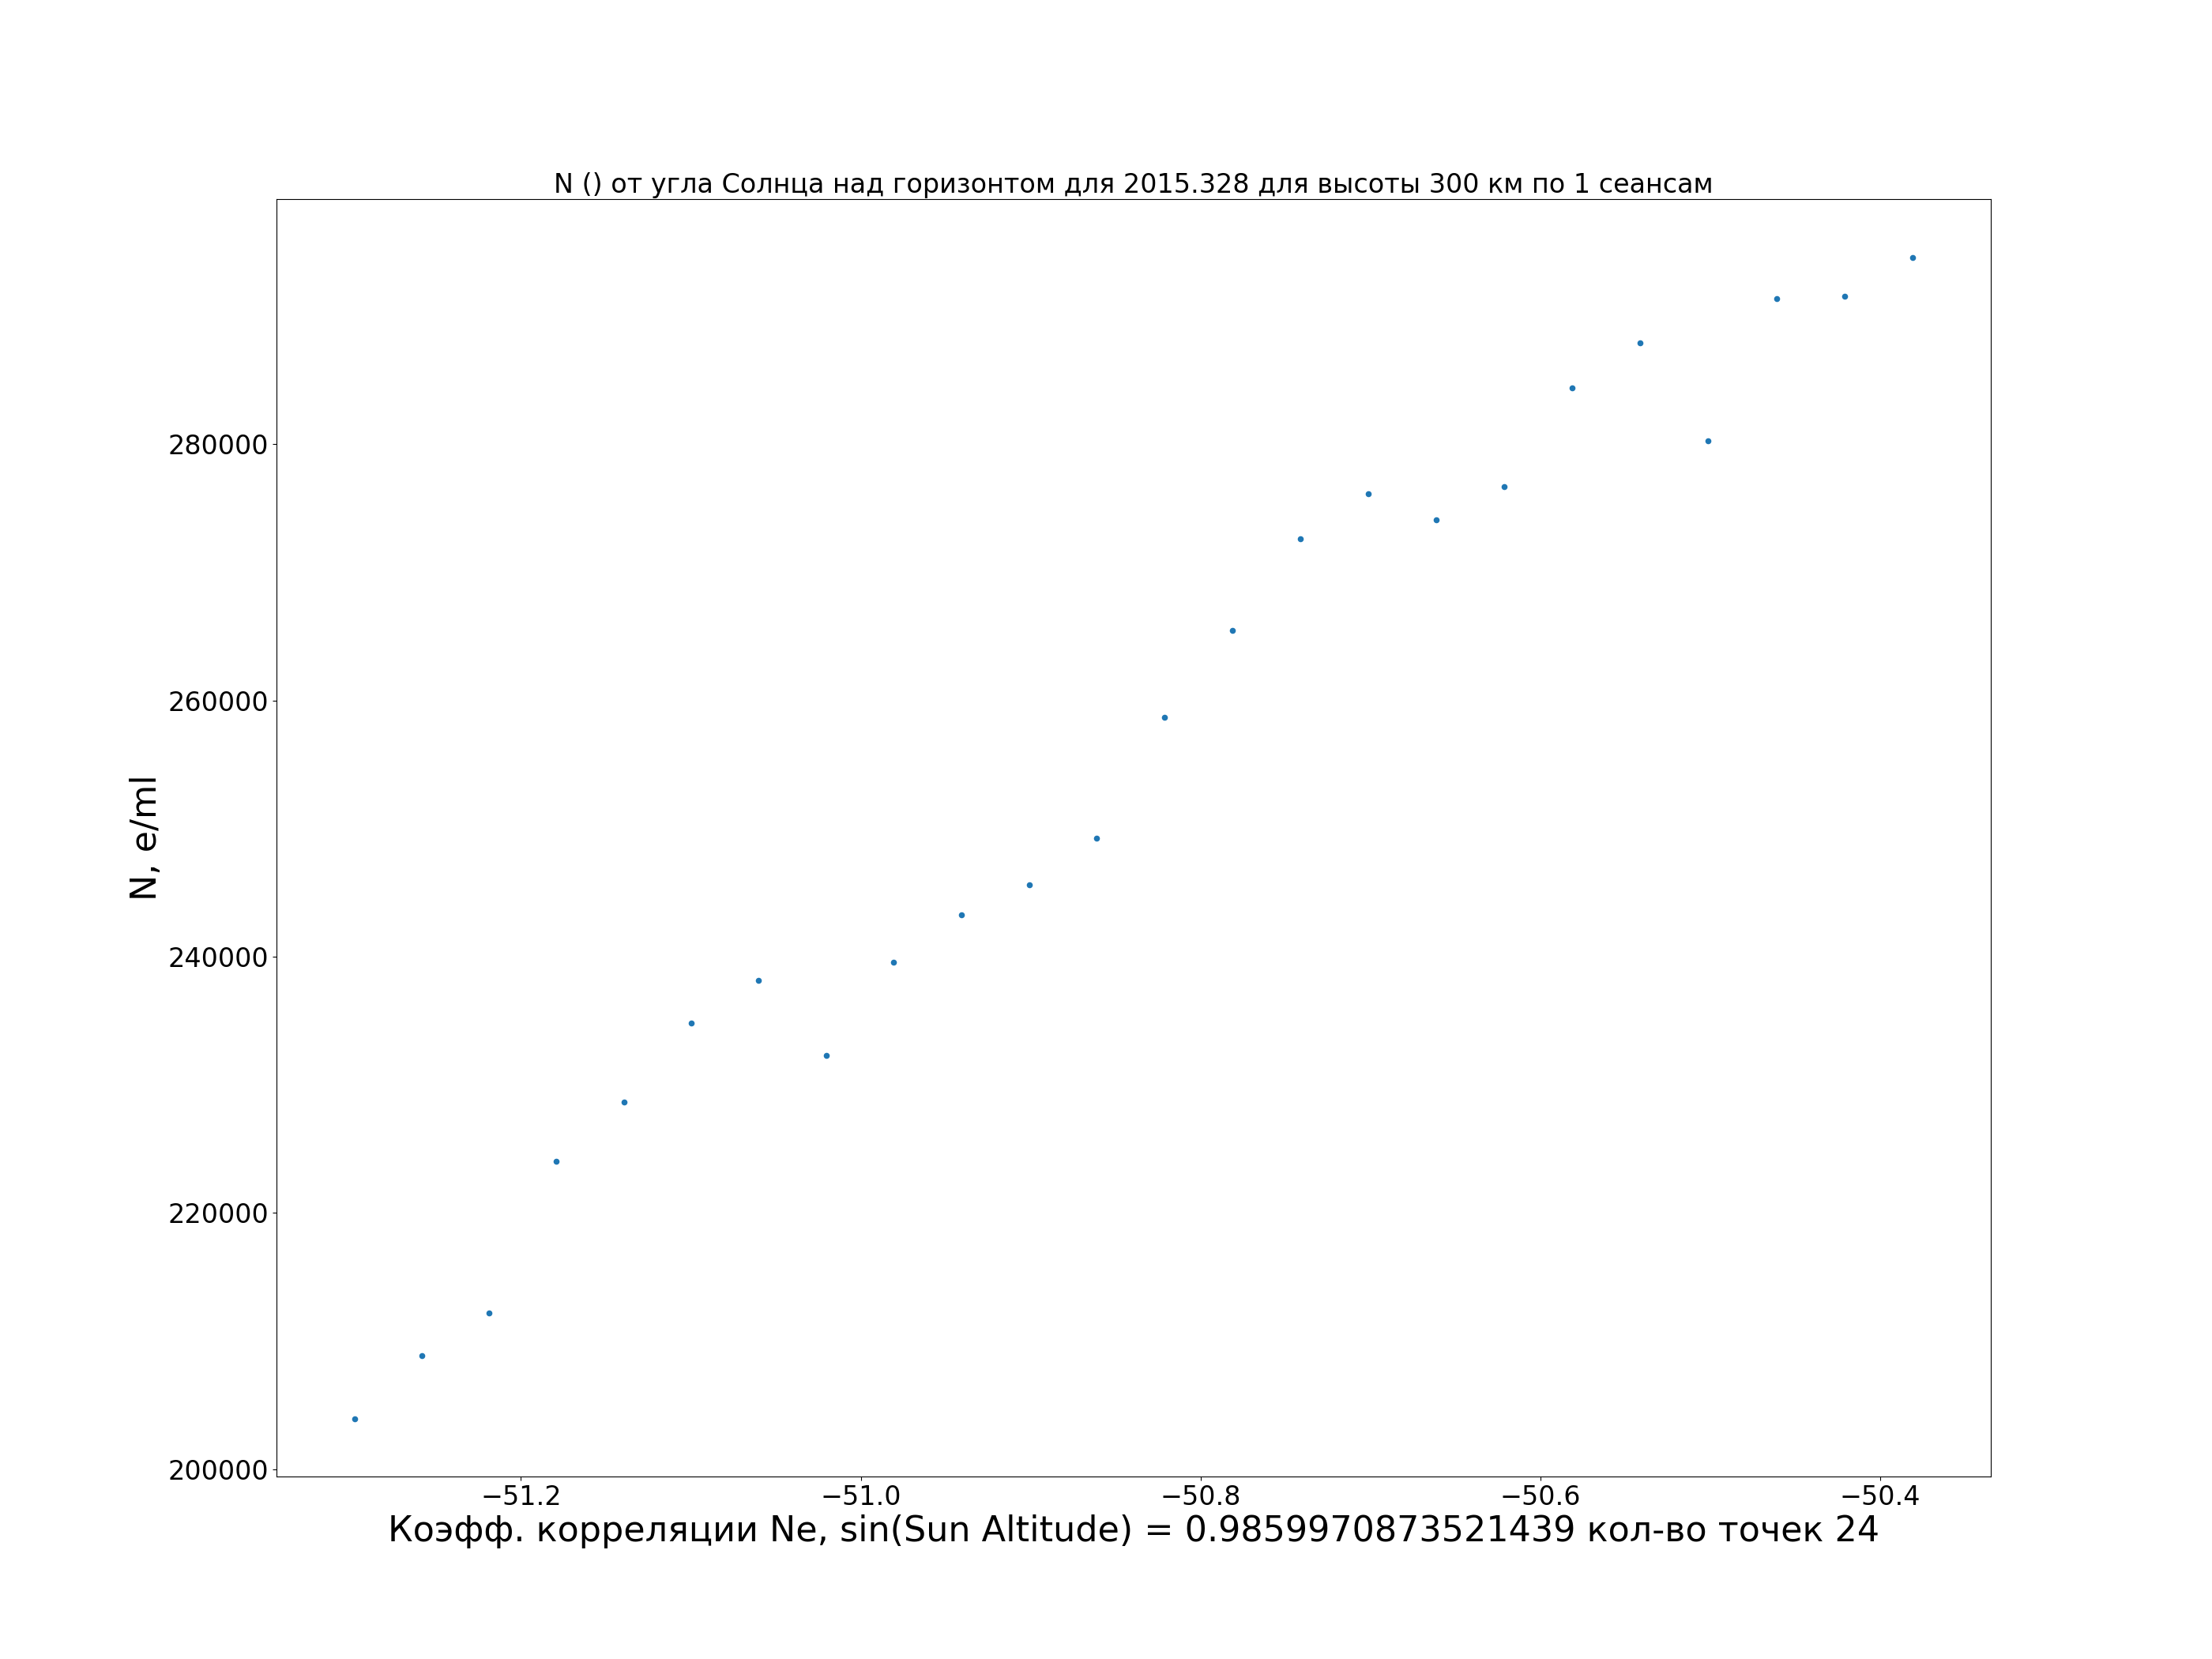 N () от угла Солнца над горизонтом для 2015.328 для высоты 300 км по 1 сеансам
280000
260000
N, e/ml
240000
220000
200000
−51.2 −51.0 −50.8 −50.6 −50.4
Коэфф. корреляции Ne, sin(Sun Altitude) = 0.9859970873521439 кол-во точек 24